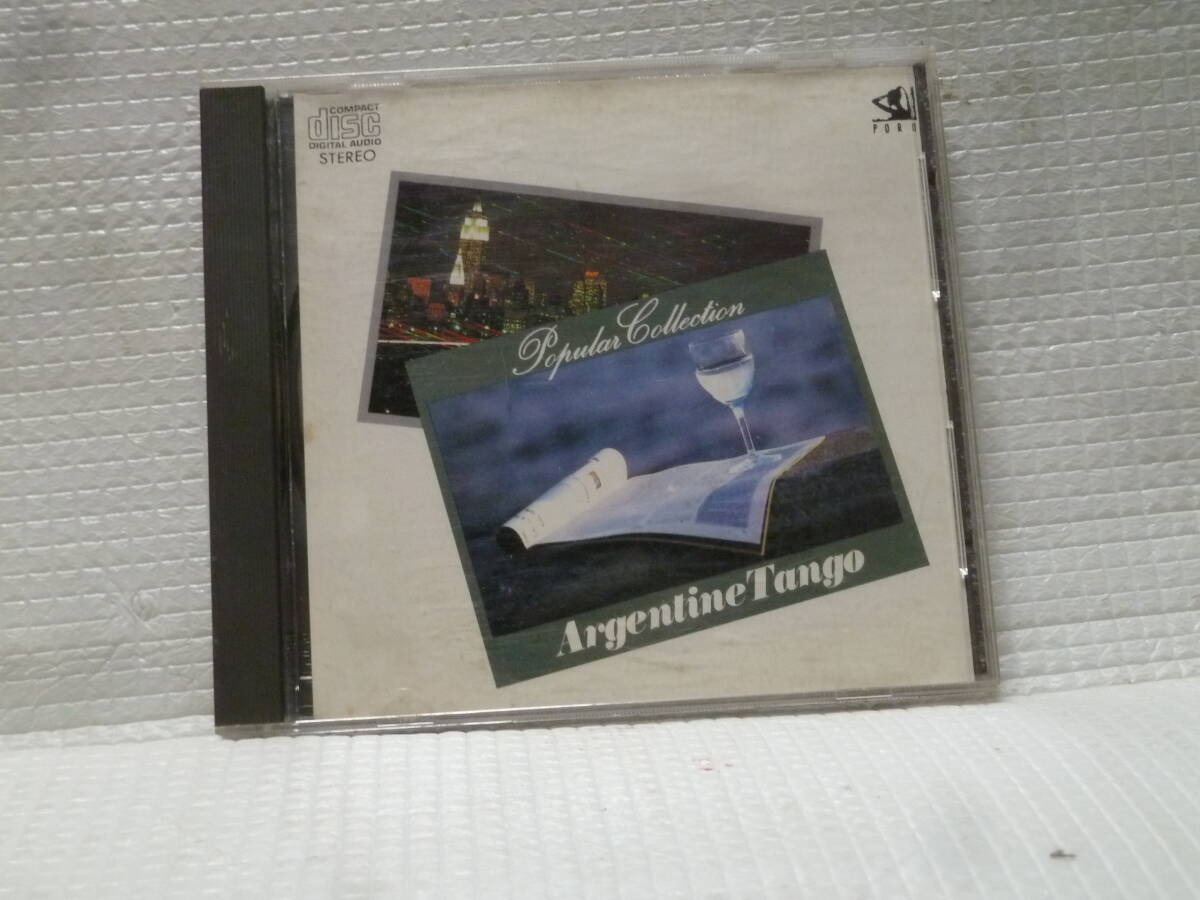 COMPACT
disc
DIGITAL AUDIO
STEREO
PORO
Popular Collection
Argentine Tango